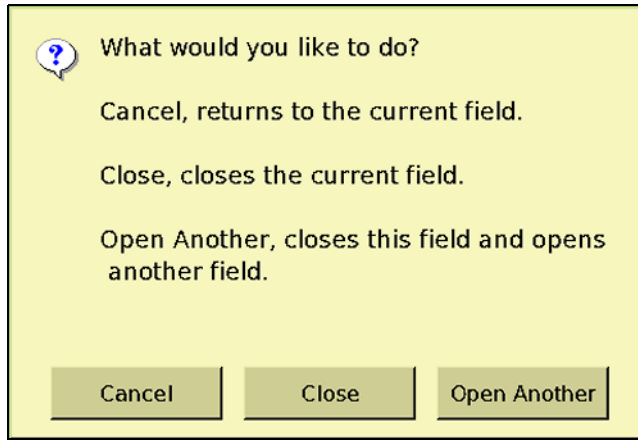 ?
What would you like to do?
Cancel, returns to the current field.
Close, closes the current field.
Open Another, closes this field and opens
another field.
Cancel
Close
Open Another